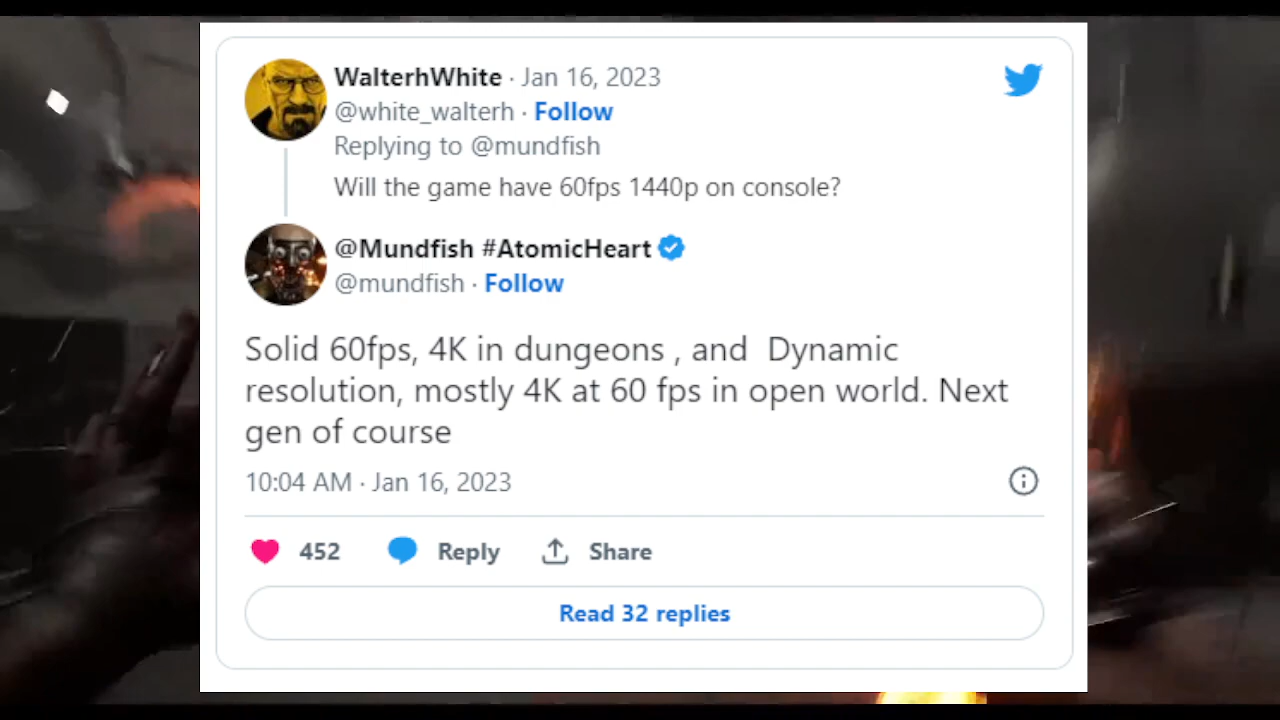 WalterhWhite · Jan 16, 2023
@white_walterh · Follow
Replying to @mundfish
Will the game have 60fps 1440p on console?
@Mundfish #AtomicHeart
@mundfish · Follow
Solid 60fps, 4K in dungeons , and  Dynamic
resolution, mostly 4K at 60 fps in open world. Next
gen of course
10:04 AM · Jan 16, 2023
452 Reply Share
Read 32 replies